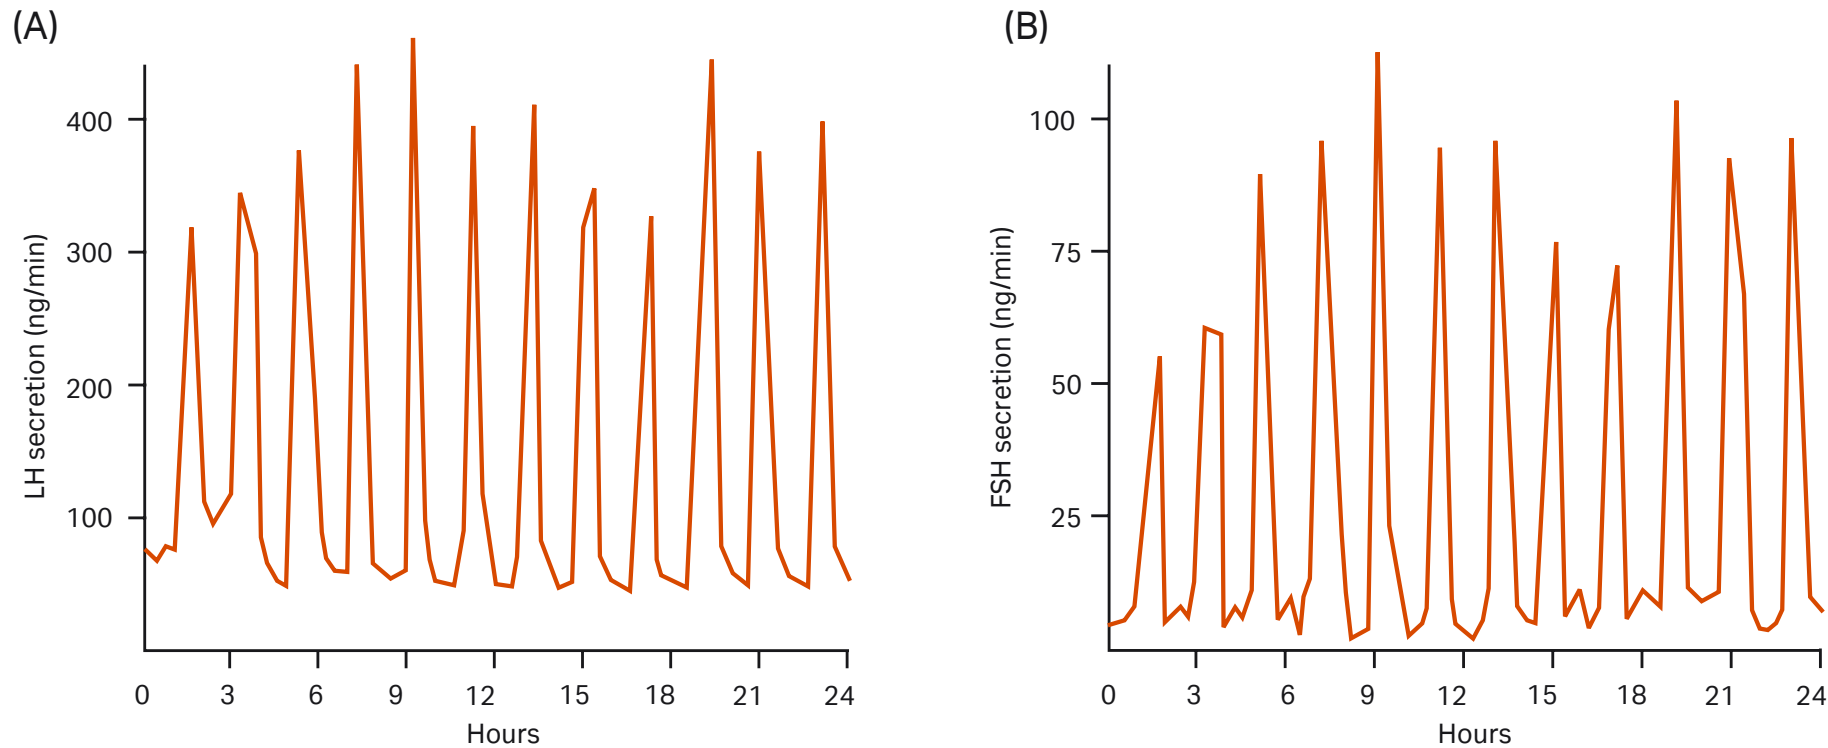 (A)
LH secretion (ng/min)
400
300
200
100
0 3 6 9 12 15 18 21 24
Hours
(B)
FSH secretion (ng/min)
100
75
50
25
0 3 6 9 12 15 18 21 24
Hours